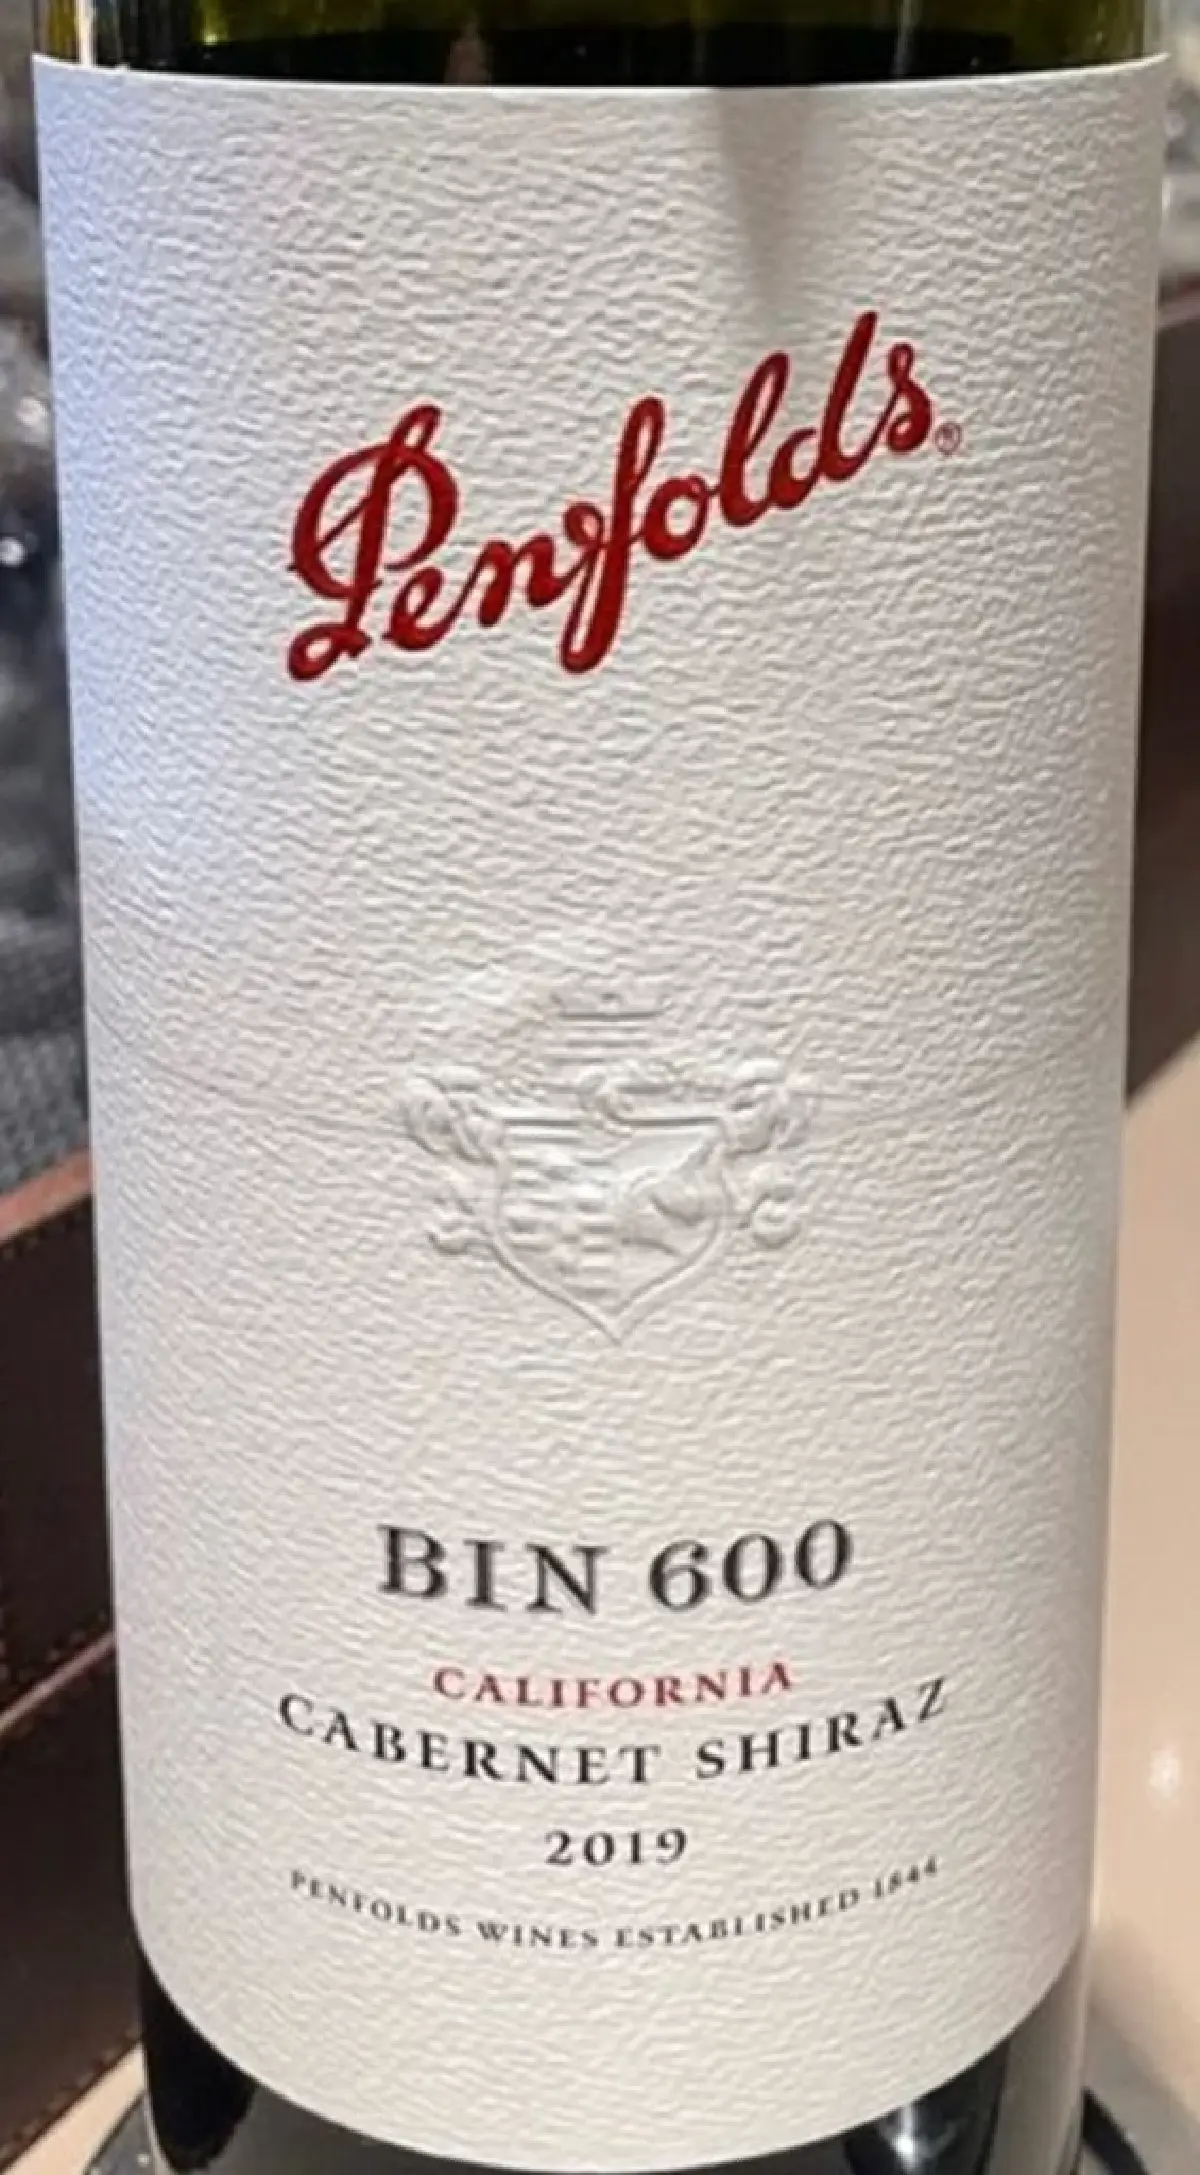 Penfolds®
BIN 600
CALIFORNIA
CABERNET SHIRAZ
2019
PENFOLDS WINES ESTABLISHED 1844